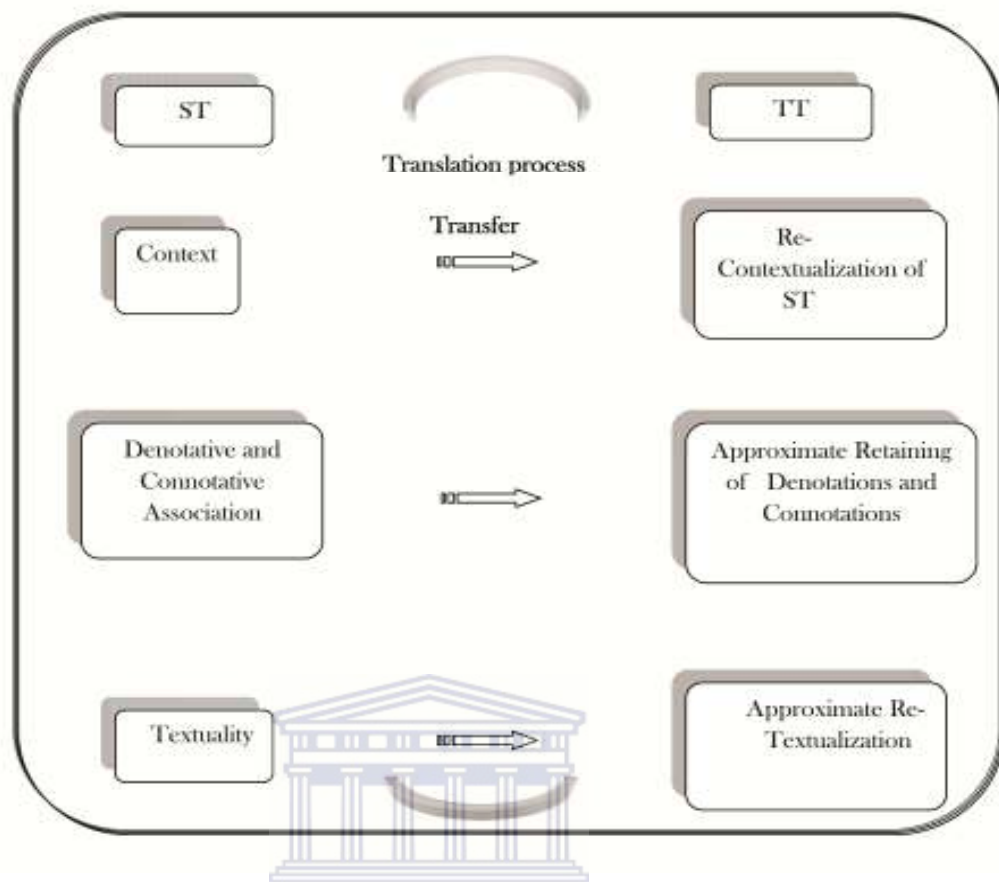 ST
TT
Translation process
Transfer
Context
Re-
Contextualization of
ST
Denotative and
Connotative
Association
Approximate Retaining
of Denotations and
Connotations
Textuality
Approximate Re-
Textualization